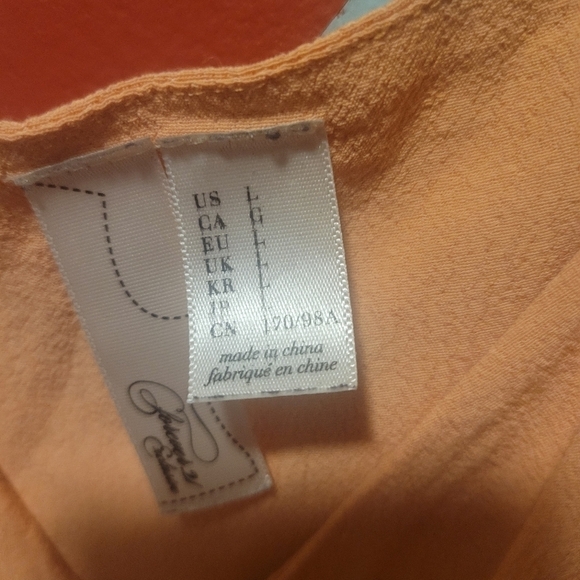 US L
CA G
EU L
UK L
KR L
JP L
CN 170/98A
made in china
fabriqué en chine